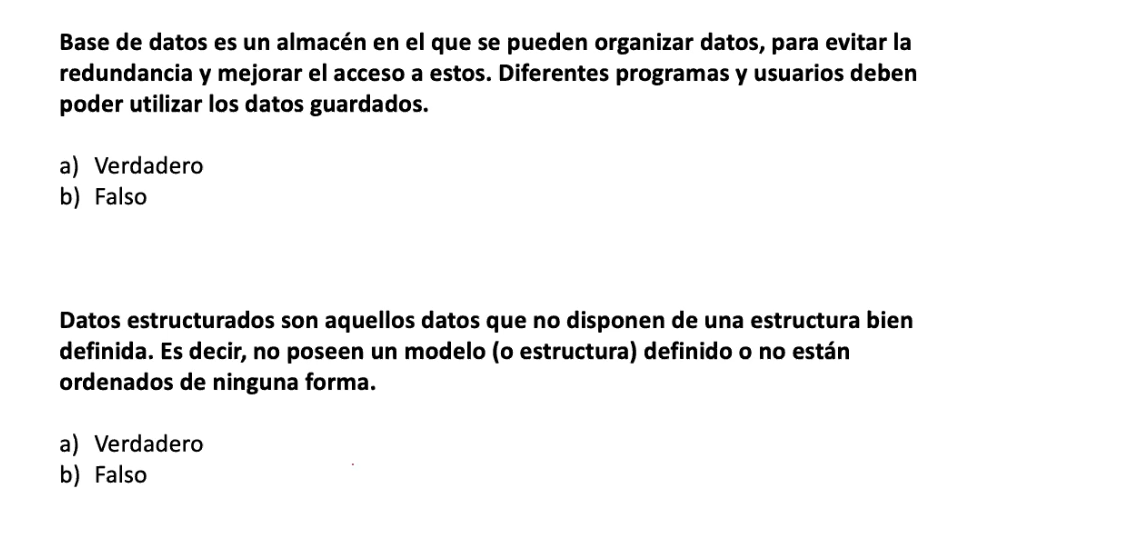 Base de datos es un almacén en el que se pueden organizar datos, para evitar la
redundancia y mejorar el acceso a estos. Diferentes programas y usuarios deben
poder utilizar los datos guardados.
a) Verdadero
b) Falso
Datos estructurados son aquellos datos que no disponen de una estructura bien
definida. Es decir, no poseen un modelo (o estructura) definido o no están
ordenados de ninguna forma.
a) Verdadero
b) Falso